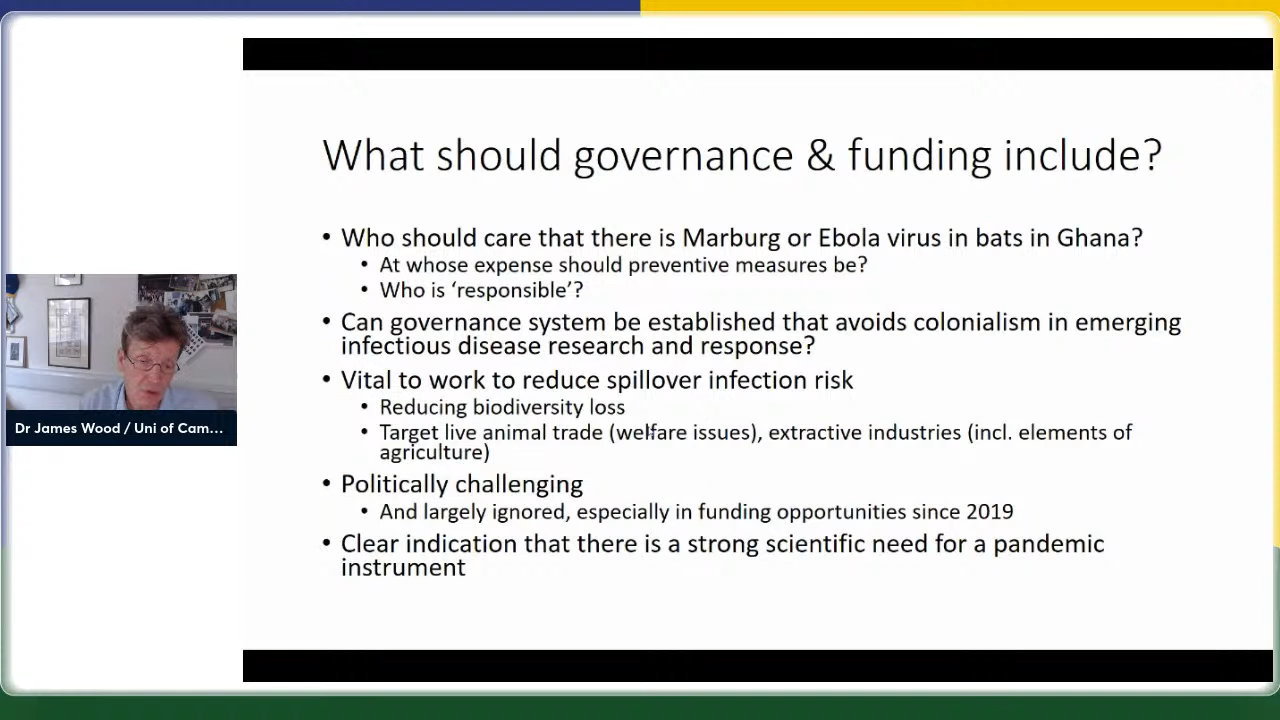 What should governance & funding include?
• Who should care that there is Marburg or Ebola virus in bats in Ghana?
• At whose expense should preventive measures be?
• Who is ‘responsible’?
• Can governance system be established that avoids colonialism in emerging
infectious disease research and response?
• Vital to work to reduce spillover infection risk
• Reducing biodiversity loss
• Target live animal trade (welfare issues), extractive industries (incl. elements of
agriculture)
• Politically challenging
• And largely ignored, especially in funding opportunities since 2019
• Clear indication that there is a strong scientific need for a pandemic
instrument
Dr James Wood / Uni of Cam...